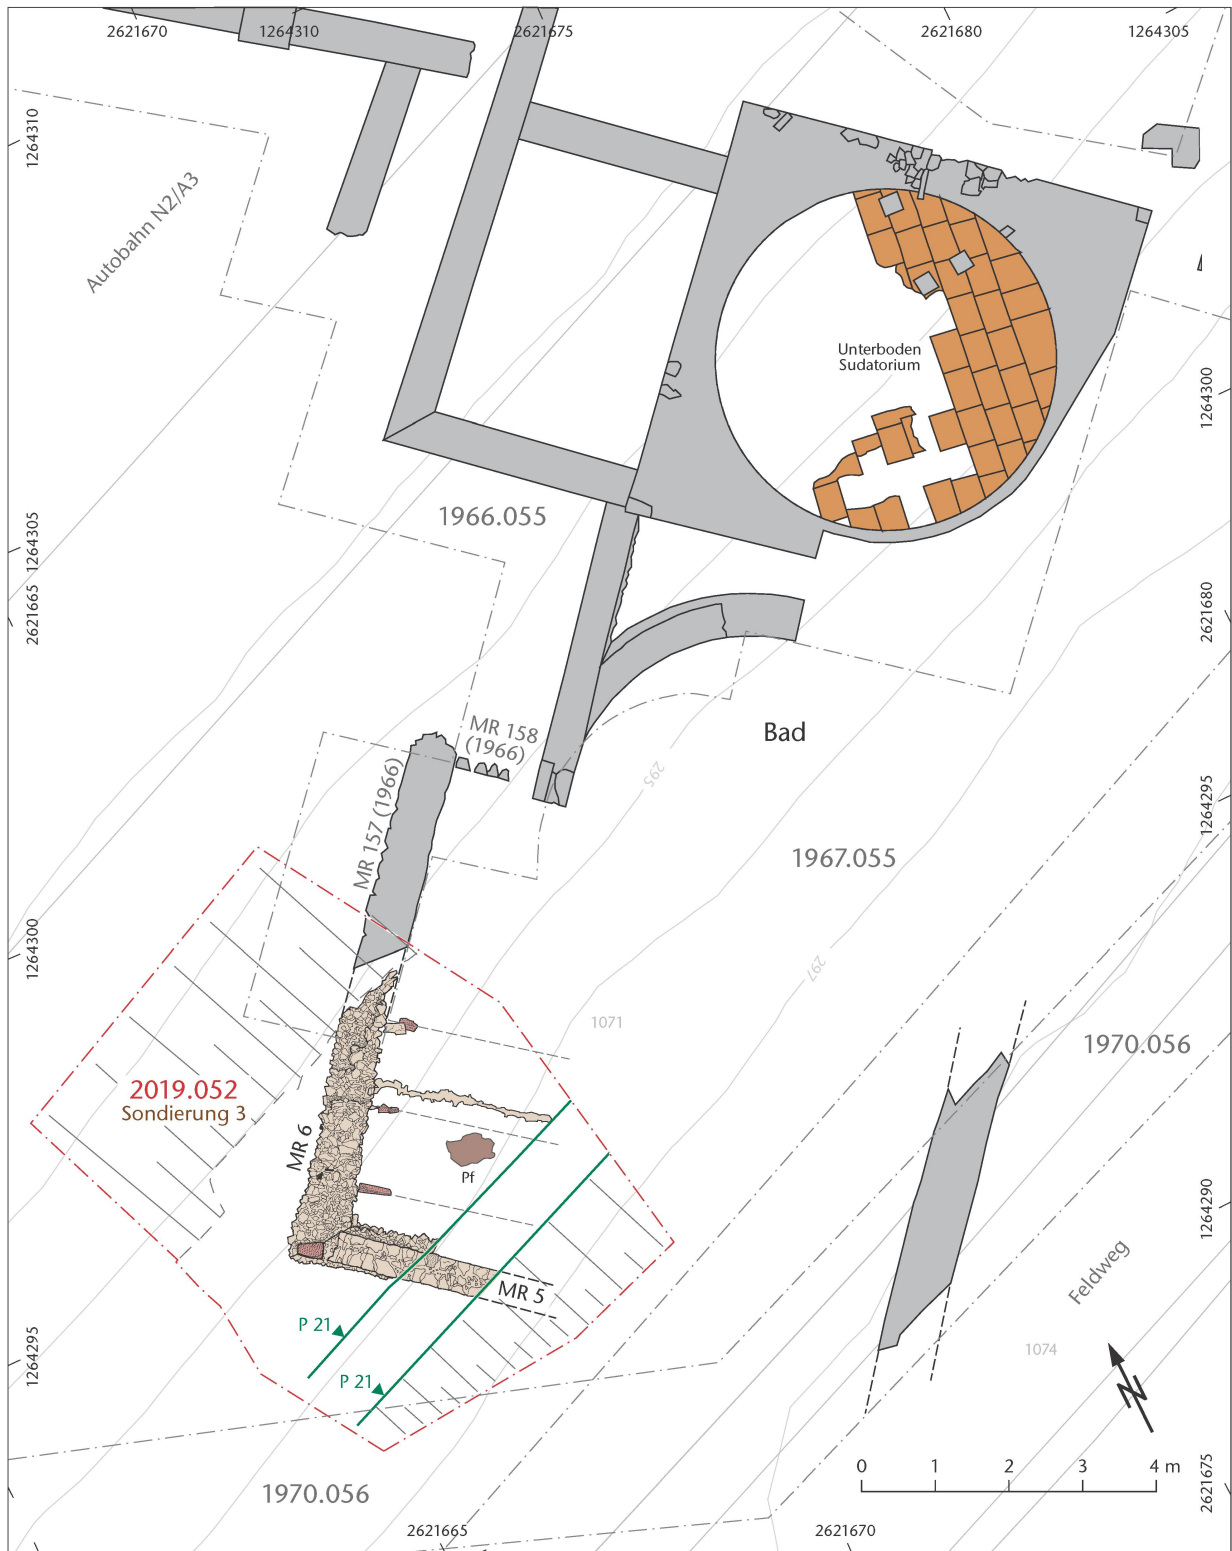 2621670
1264310
2621675
2621680
1264305
1264310
Autobahn N2/A3
Unterboden
Sudatorium
1264300
1966.055
1264305
2621665
2621680
MR 158
(1966)
Bad
MR 157 (1966)
295
1264295
1967.055
1264300
297
1071
1970.056
2019.052
Sondierung 3
MR 6
Pf
1264290
MR 5
Feldweg
P 21
1264295
P 21
1074
0 1 2 3 4 m
1970.056
2621675
2621665
2621670